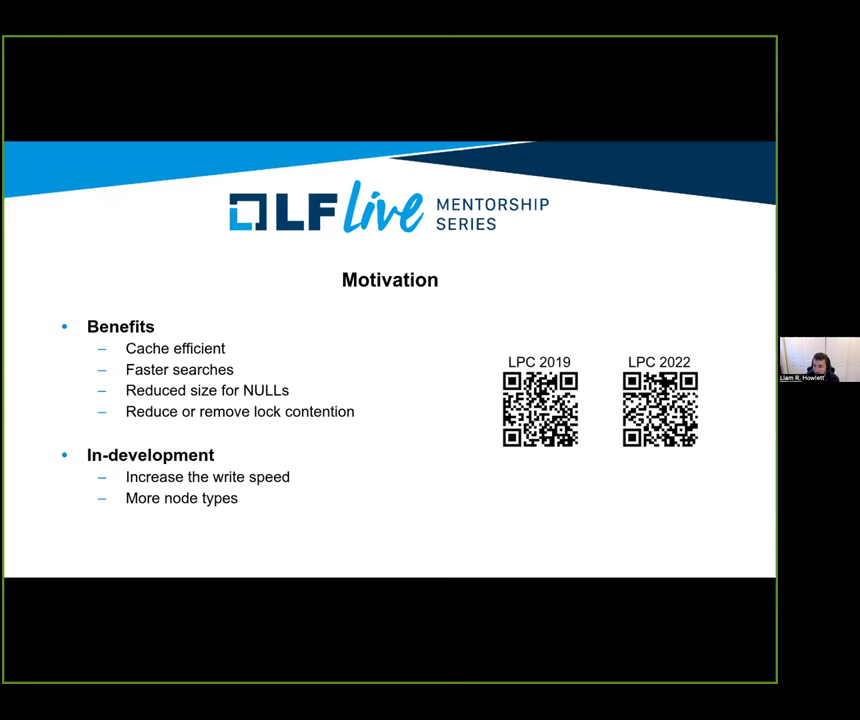 LF Live MENTORSHIP
SERIES
Motivation
• Benefits
– Cache efficient
– Faster searches
– Reduced size for NULLs
– Reduce or remove lock contention
• In-development
– Increase the write speed
– More node types
LPC 2019 LPC 2022
Liam R. Howlett